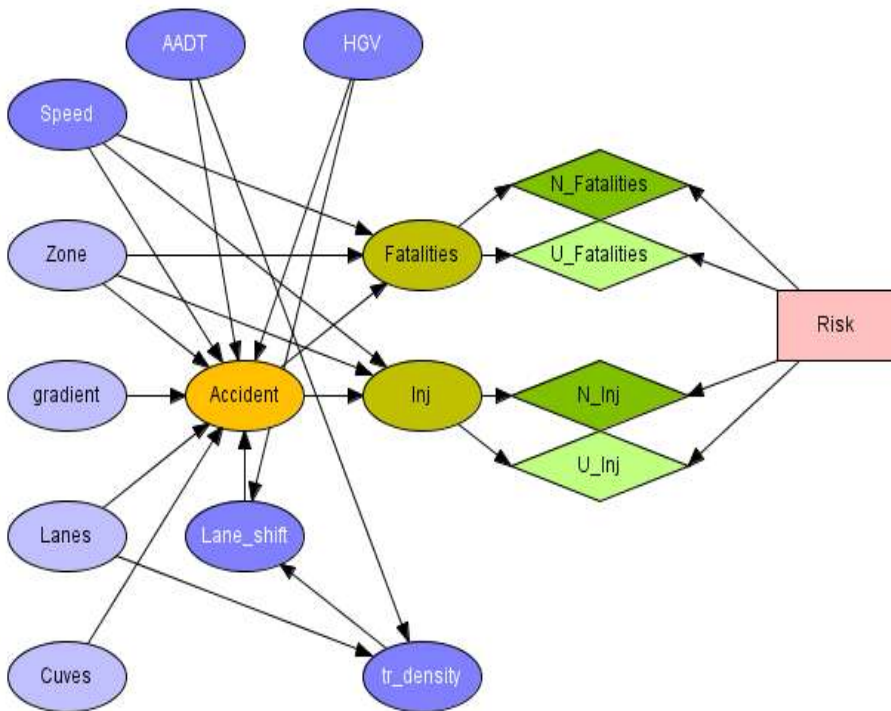 AADT
HGV
Speed
N_Fatalities
Zone
Fatalities
U_Fatalities
Risk
gradient
Accident
Inj
N_Inj
U_Inj
Lanes
Lane_shift
Cuves
tr_density